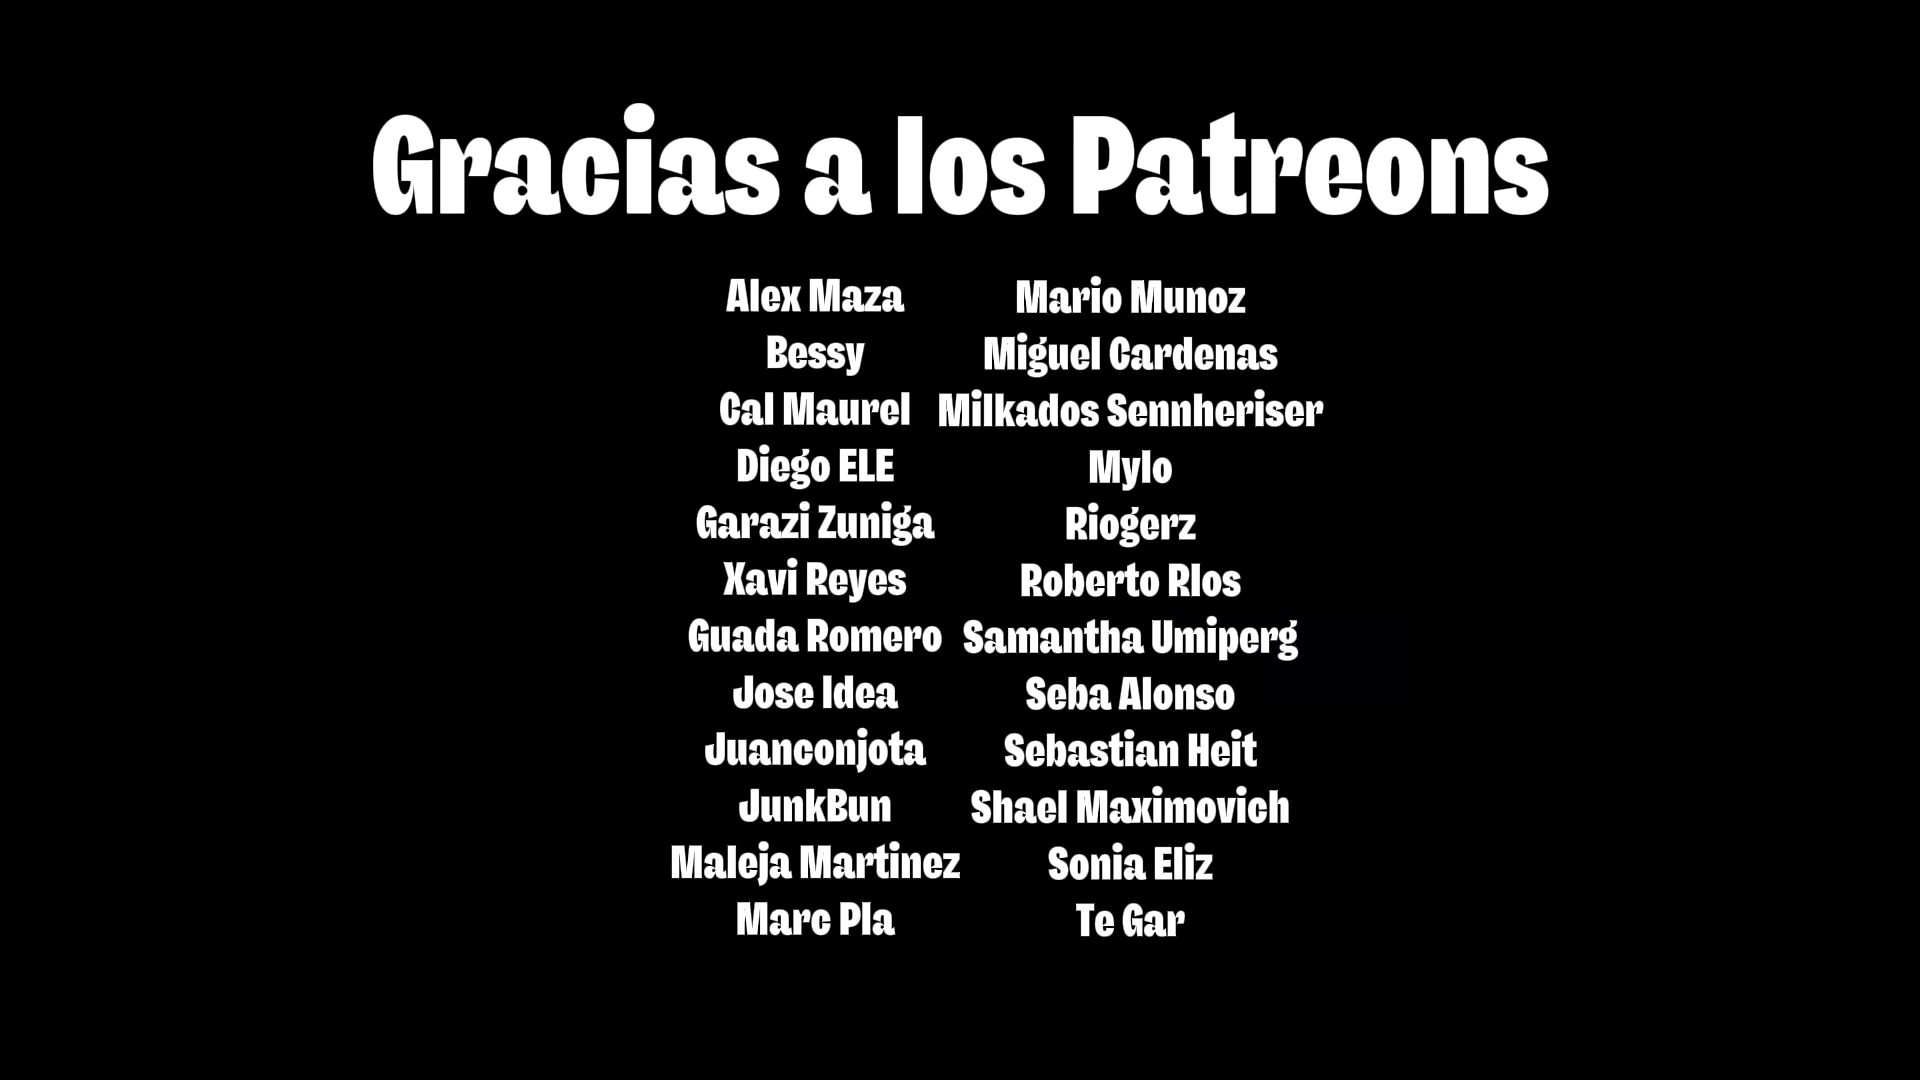 Gracias a los Patreons
Alex Maza
Bessy
Cal Maurel
Diego ELE
Garazi Zuniga
Xavi Reyes
Guada Romero
Jose Idea
Juanconjota
JunkBun
Maleja Martinez
Marc Pla
Mario Munoz
Miguel Cardenas
Milkados Sennheriser
Mylo
Riogerz
Roberto RIos
Samantha Umiperg
Seba Alonso
Sebastian Heit
Shael Maximovich
Sonia Eliz
Te Gar